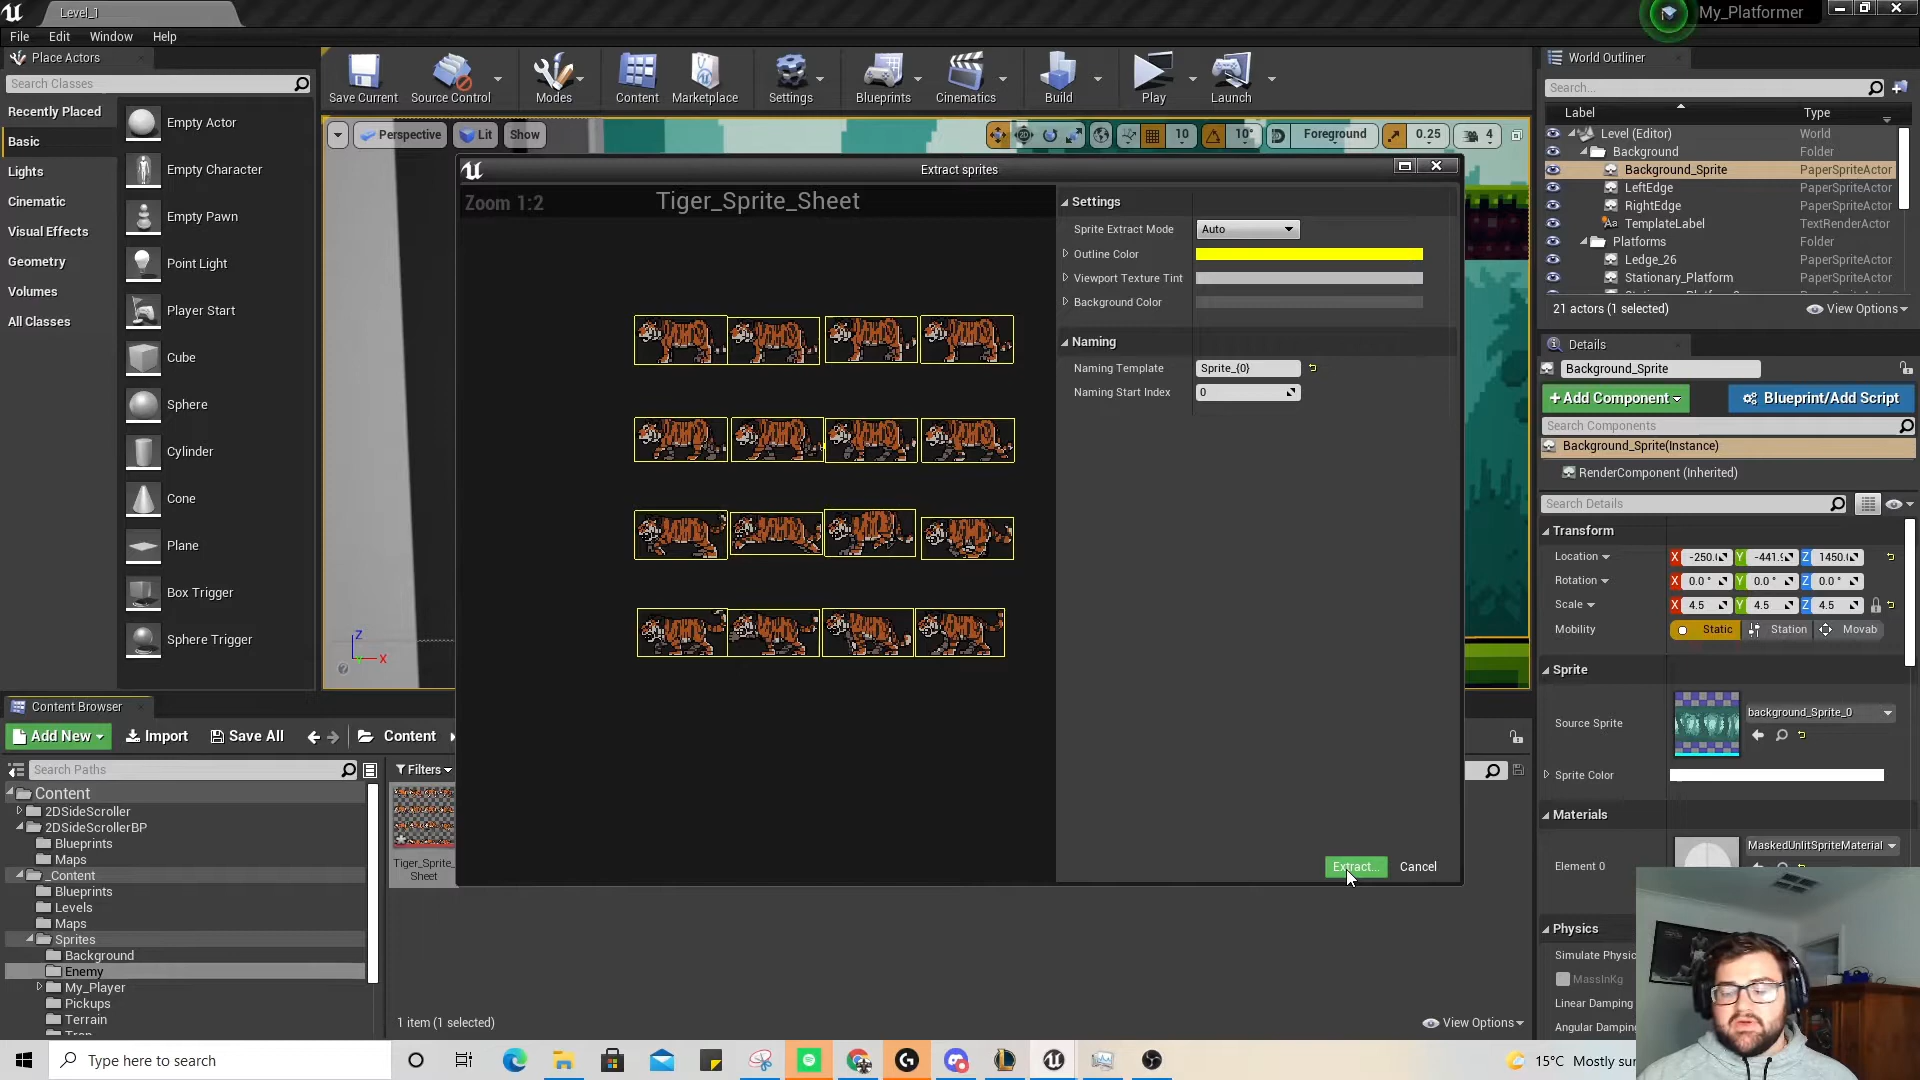 Level_1
My_Platformer
File Edit Window Help
Place Actors
Search Classes
Recently Placed
Basic
Lights
Cinematic
Visual Effects
Geometry
Volumes
All Classes
Empty Actor
Empty Character
Empty Pawn
Point Light
Player Start
Cube
Sphere
Cylinder
Cone
Plane
Box Trigger
Sphere Trigger
Save Current
Source Control
Modes
Content
Marketplace
Settings
Blueprints
Cinematics
Build
Play
Launch
Perspective Lit Show
10 10° Foreground 0.25 4
Z
X
Extract sprites
Zoom 1:2
Tiger_Sprite_Sheet
Settings
Sprite Extract Mode Auto
Outline Color
Viewport Texture Tint
Background Color
Naming
Naming Template Sprite_{0}
Naming Start Index 0
Extract... Cancel
World Outliner
Search...
Label Type
Level (Editor) World
Background Folder
Background_Sprite PaperSpriteActor
LeftEdge PaperSpriteActor
RightEdge PaperSpriteActor
TemplateLabel TextRenderActor
Platforms Folder
Ledge_26 PaperSpriteActor
Stationary_Platform PaperSpriteActor
21 actors (1 selected) View Options
Details
Background_Sprite
+Add Component Blueprint/Add Script
Search Components
Background_Sprite(Instance)
RenderComponent (Inherited)
Search Details
Transform
Location X -250.( Y -441.9 Z 1450.(
Rotation X 0.0 ° Y 0.0 ° Z 0.0 °
Scale X 4.5 Y 4.5 Z 4.5
Mobility Static Station Movab
Sprite
Source Sprite background_Sprite_0
Sprite Color
Materials
Element 0 MaskedUnlitSpriteMaterial
Physics
Simulate Physic
MassInKg
Linear Damping
Angular Damping
Content Browser
Add New Import Save All Content
Search Paths
Filters
Content
2DSideScroller
2DSideScrollerBP
Blueprints
Maps
_Content
Blueprints
Levels
Maps
Sprites
Background
Enemy
My_Player
Pickups
Terrain
Tiger_Sprite_
Sheet
1 item (1 selected)
View Options
Type here to search
15°C Mostly sur